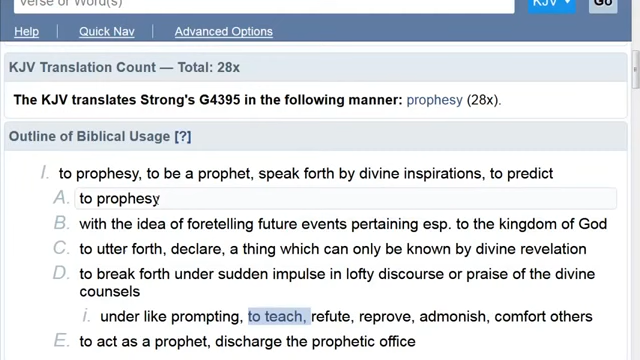 Verse or Word(s) KJV Go
Help Quick Nav Advanced Options
KJV Translation Count — Total: 28x
The KJV translates Strong's G4395 in the following manner: prophesy (28x).
Outline of Biblical Usage [?]
I. to prophesy, to be a prophet, speak forth by divine inspirations, to predict
A. to prophesy
B. with the idea of foretelling future events pertaining esp. to the kingdom of God
C. to utter forth, declare, a thing which can only be known by divine revelation
D. to break forth under sudden impulse in lofty discourse or praise of the divine
counsels
i. under like prompting, to teach, refute, reprove, admonish, comfort others
E. to act as a prophet, discharge the prophetic office